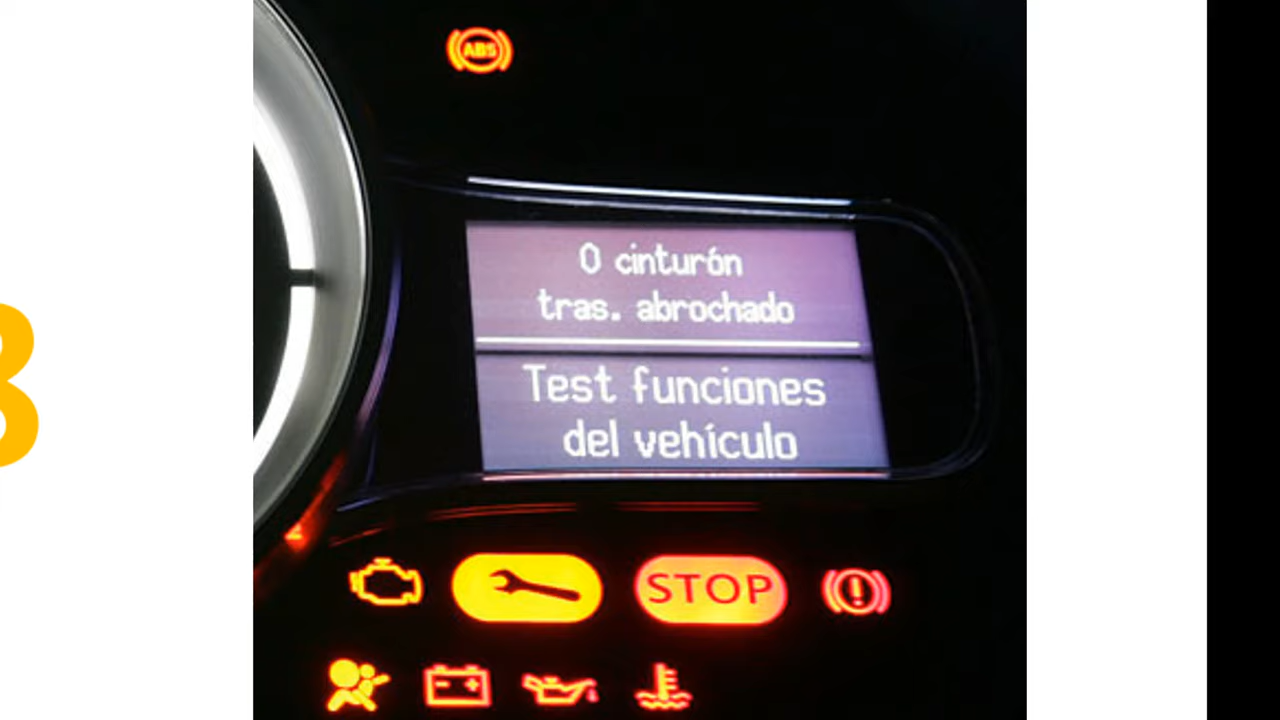 ABS
0 cinturón
tras. abrochado
Test funciones
del vehículo
STOP